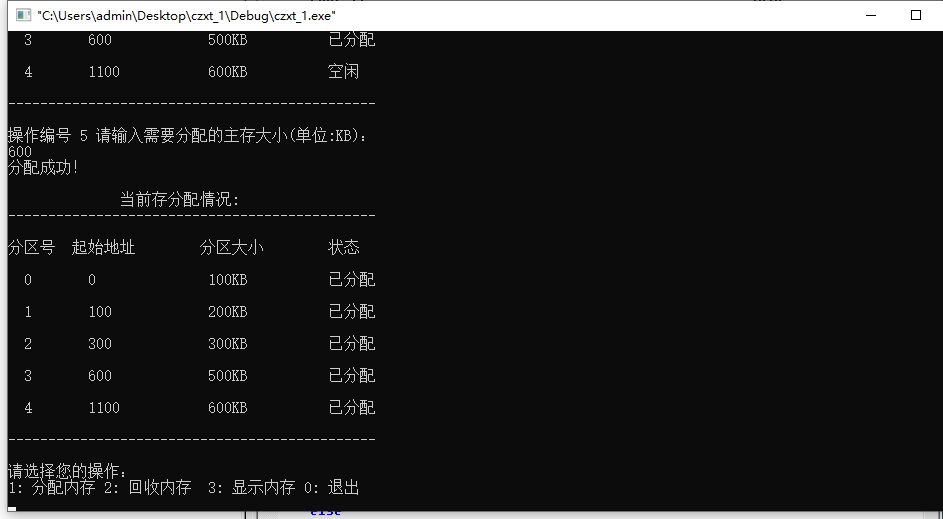 "C:\Users\admin\Desktop\czxt_1\Debug\czxt_1.exe"
3 600 500KB 已分配
4 1100 600KB 空闲
----------------------------------------------
操作编号 5 请输入需要分配的主存大小(单位:KB):
600
分配成功!
当前存分配情况:
----------------------------------------------
分区号 起始地址 分区大小 状态
0 0 100KB 已分配
1 100 200KB 已分配
2 300 300KB 已分配
3 600 500KB 已分配
4 1100 600KB 已分配
----------------------------------------------
请选择您的操作:
1: 分配内存 2: 回收内存 3: 显示内存 0: 退出
else